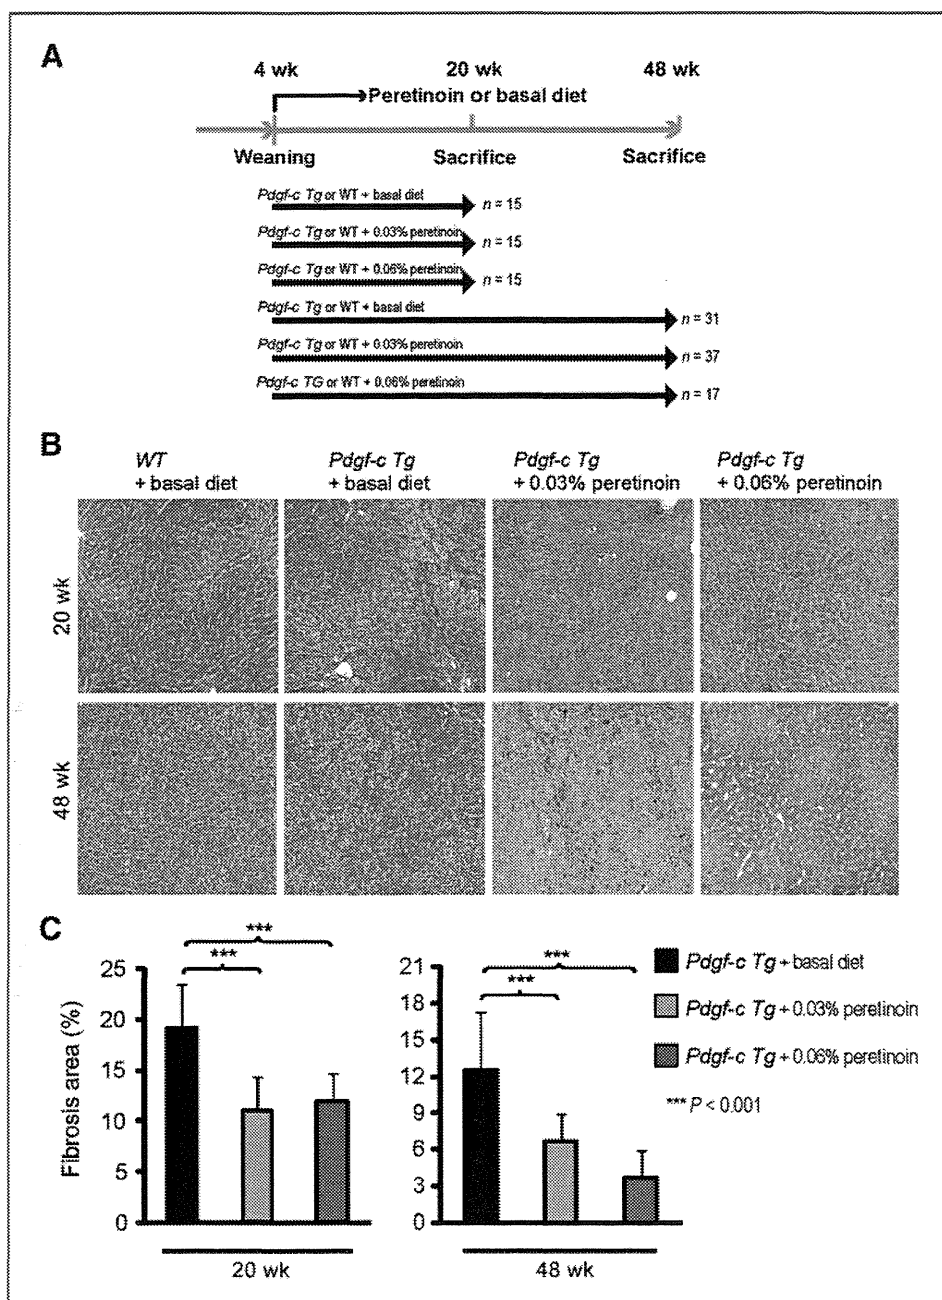 A
4 wk 20 wk 48 wk
Peretinoin or basal diet
Weaning Sacrifice Sacrifice
Pdgf-c Tg or WT + basal diet n = 15
Pdgf-c Tg or WT + 0.03% peretinoin n = 15
Pdgf-c Tg or WT + 0.06% peretinoin n = 15
Pdgf-c Tg or WT + basal diet n = 31
Pdgf-c Tg or WT + 0.03% peretinoin n = 37
Pdgf-c TG or WT + 0.06% peretinoin n = 17
B
WT
+ basal diet
Pdgf-c Tg
+ basal diet
Pdgf-c Tg
+ 0.03% peretinoin
Pdgf-c Tg
+ 0.06% peretinoin
20 wk
48 wk
C
Fibrosis area (%)
25
20
15
10
5
0
***
***
20 wk
21
18
15
12
9
6
3
0
***
***
48 wk
Pdgf-c Tg + basal diet
Pdgf-c Tg + 0.03% peretinoin
Pdgf-c Tg + 0.06% peretinoin
*** P < 0.001